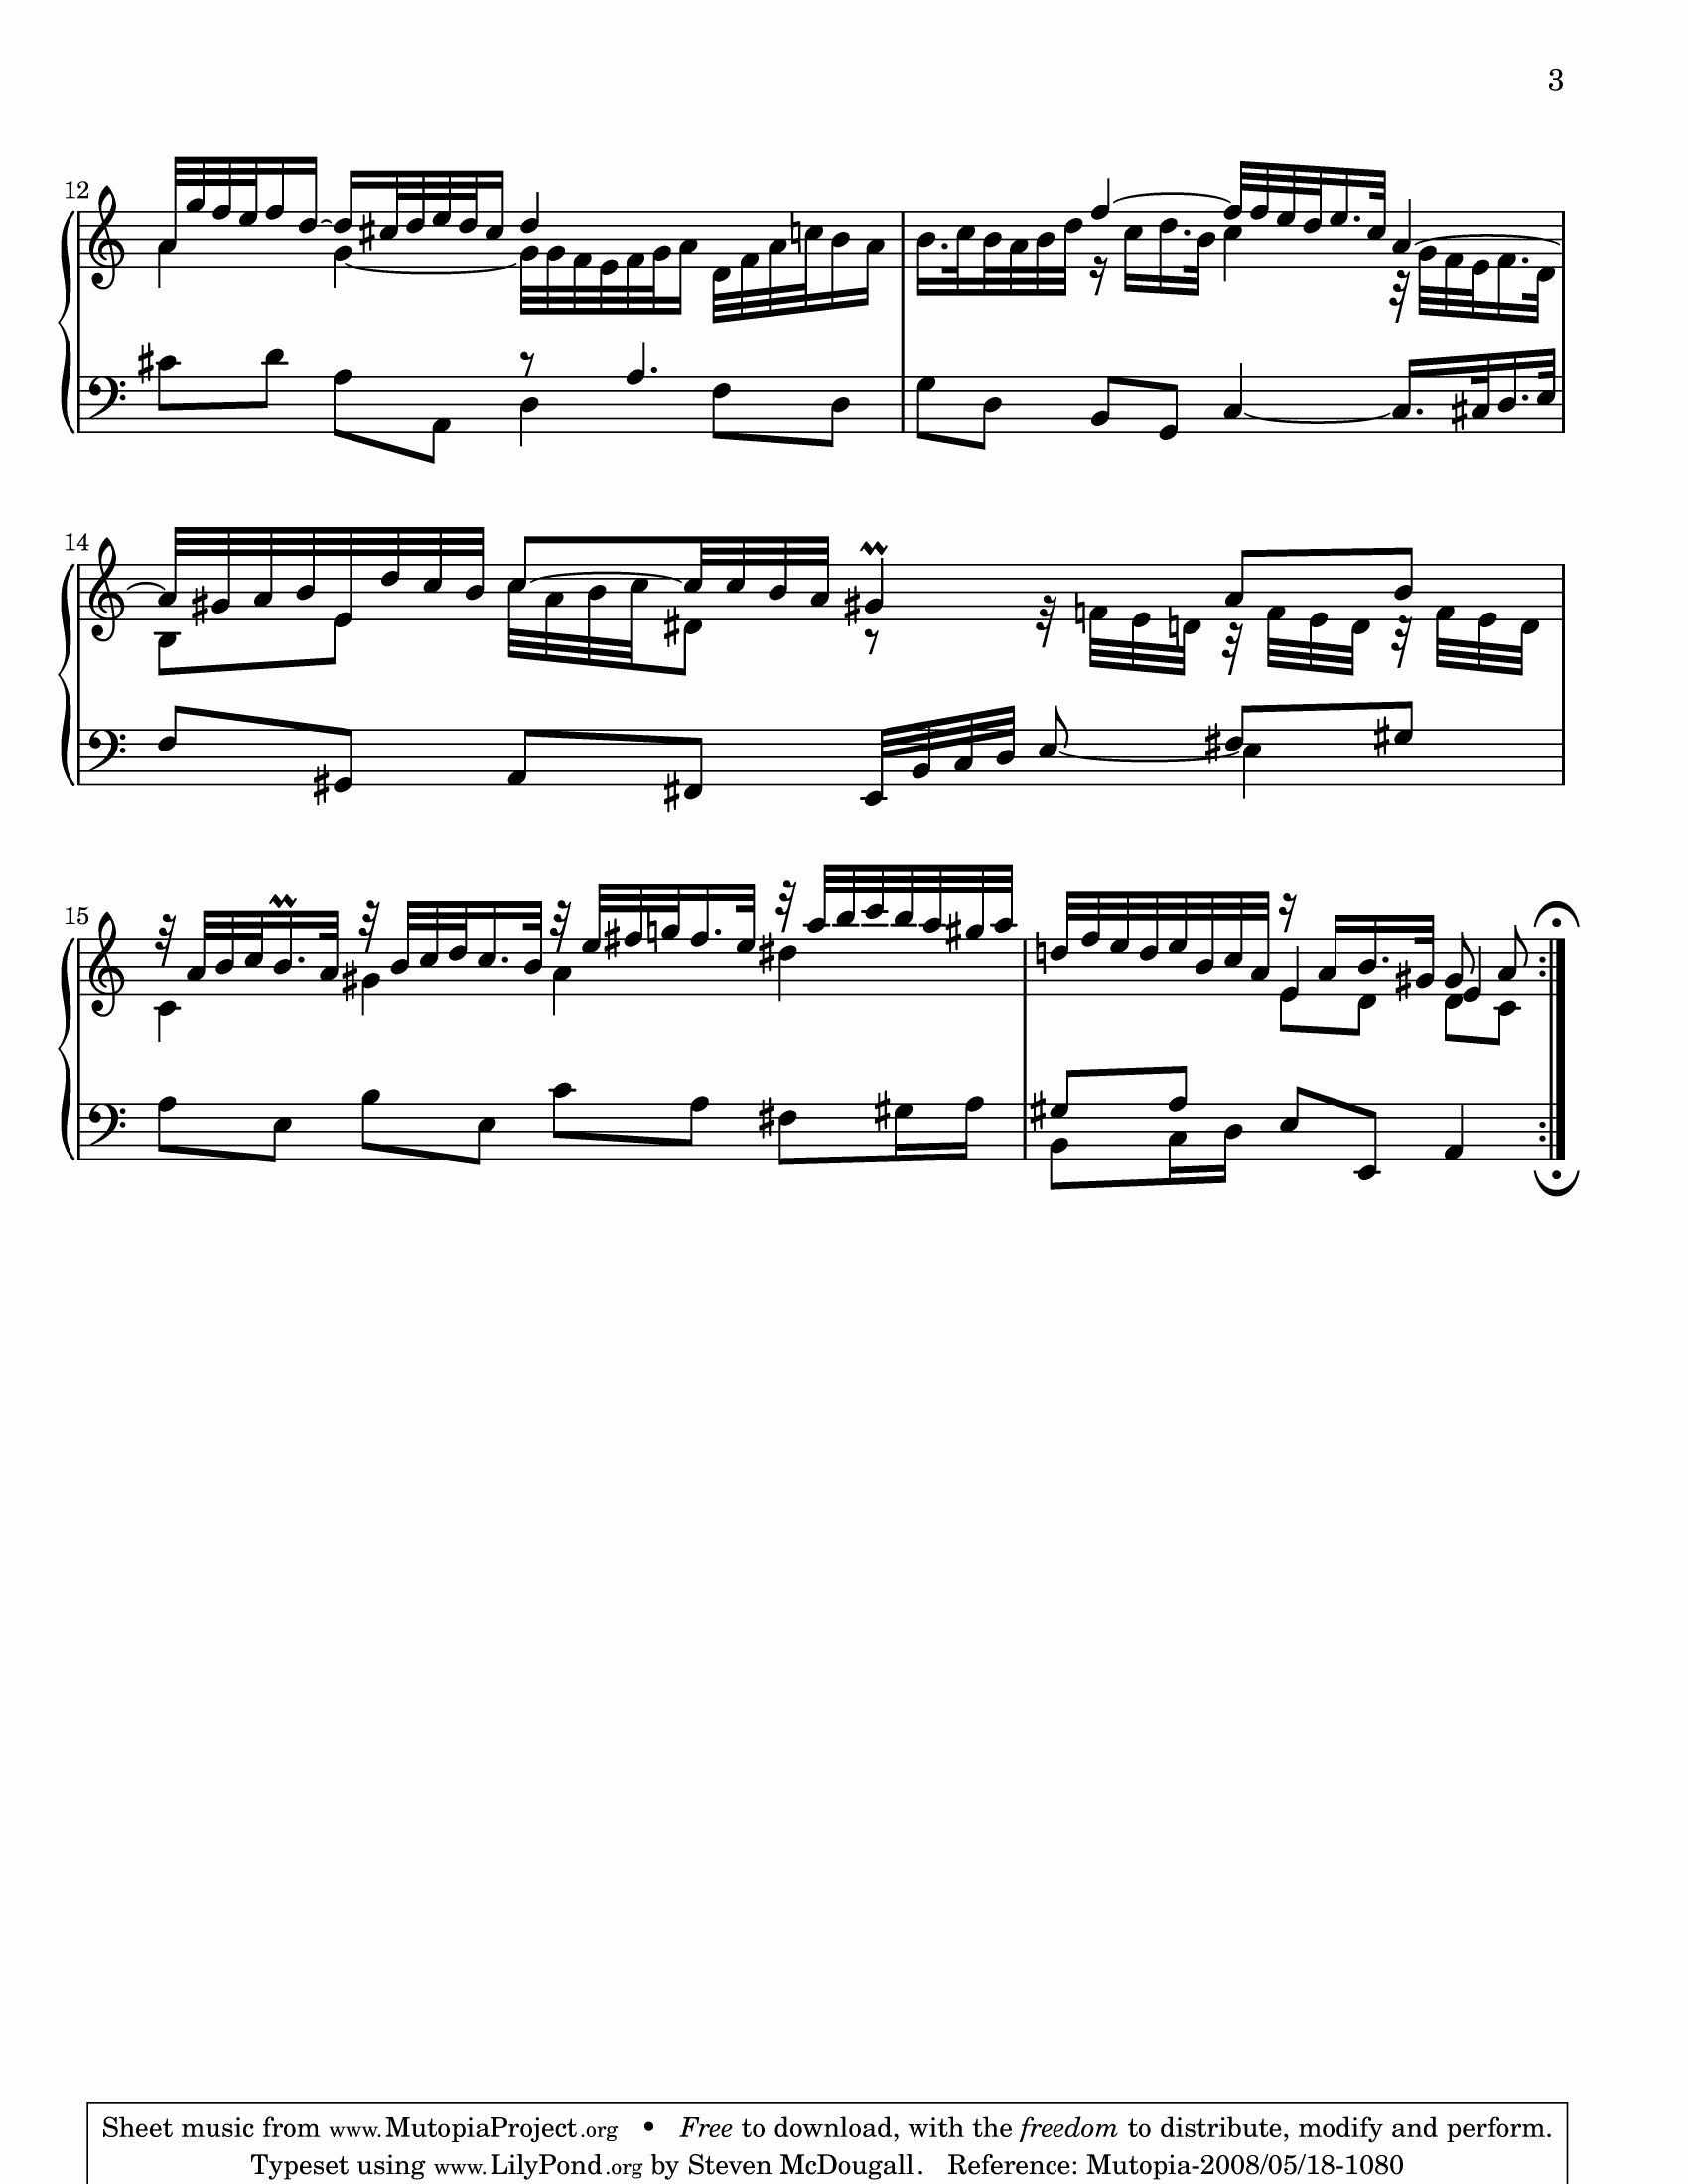 3
12
14
15
Sheet music from www.MutopiaProject.org • Free to download, with the freedom to distribute, modify and perform.
Typeset using www.LilyPond.org by Steven McDougall. Reference: Mutopia-2008/05/18-1080